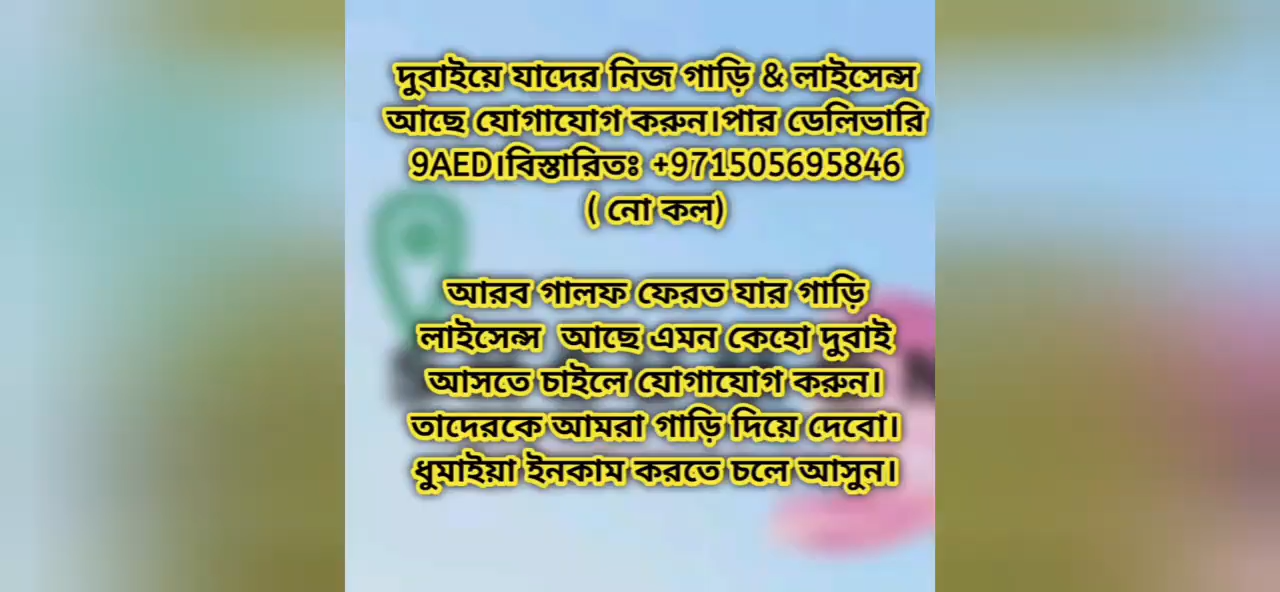 দুবাইয়ে যাদের নিজ গাড়ি & লাইসেন্স
আছে যোগাযোগ করুন।পার ডেলিভারি
9AED।বিস্তারিতঃ +971505695846
( নো কল)
আরব গালফ ফেরত যার গাড়ি
লাইসেন্স আছে এমন কেহো দুবাই
আসতে চাইলে যোগাযোগ করুন।
তাদেরকে আমরা গাড়ি দিয়ে দেবো।
ধুমাইয়া ইনকাম করতে চলে আসুন।